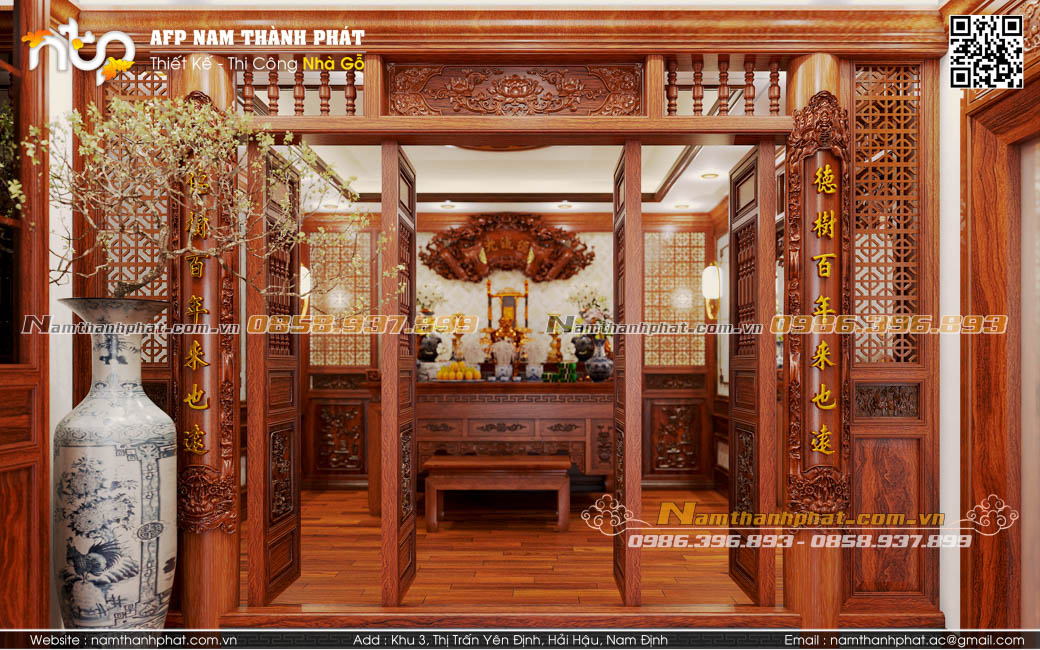 AFP NAM THÀNH PHÁT
Thiết Kế - Thi Công Nhà Gỗ
德樹百年来也遠
德樹百年来也遠
Namthanhphat.com.vn 0858.937.899
Namthanhphat.com.vn 0986.396.893
Namthanhphat.com.vn
0986.396.893 - 0858.937.899
Website : namthanhphat.com.vn
Add : Khu 3, Thị Trấn Yên Định, Hải Hậu, Nam Định
Email : namthanhphat.ac@gmail.com